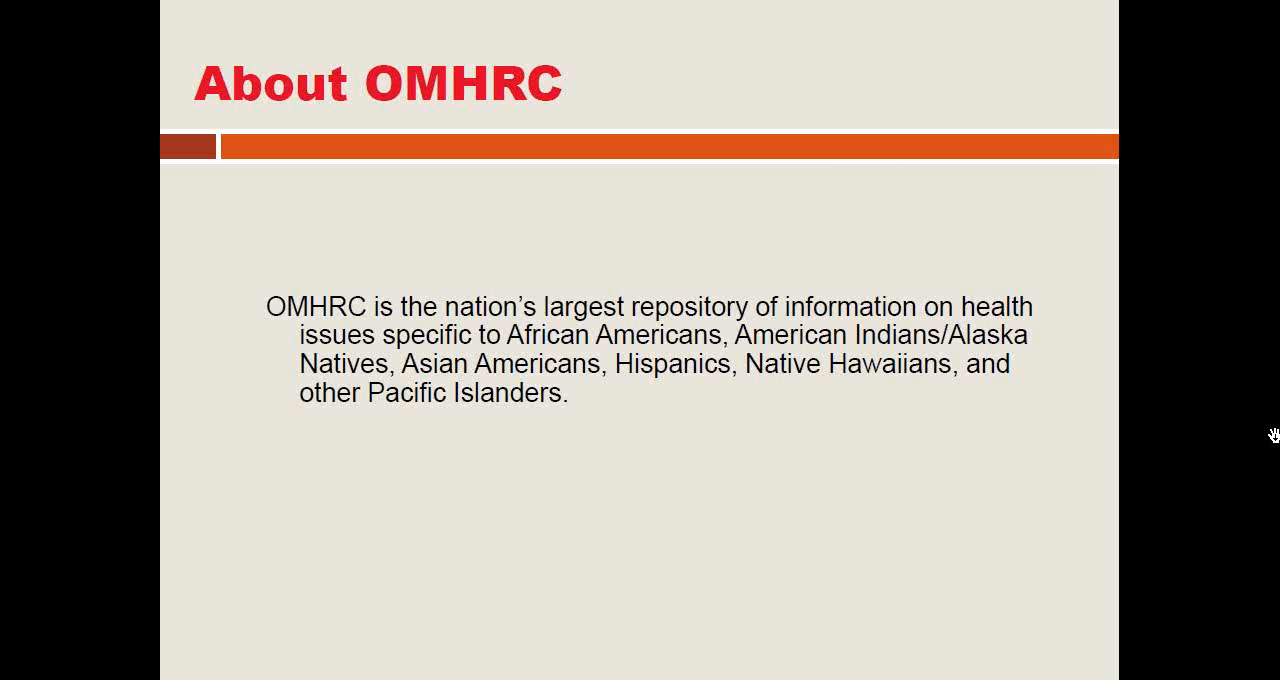 About OMHRC
OMHRC is the nation’s largest repository of information on health
issues specific to African Americans, American Indians/Alaska
Natives, Asian Americans, Hispanics, Native Hawaiians, and
other Pacific Islanders.